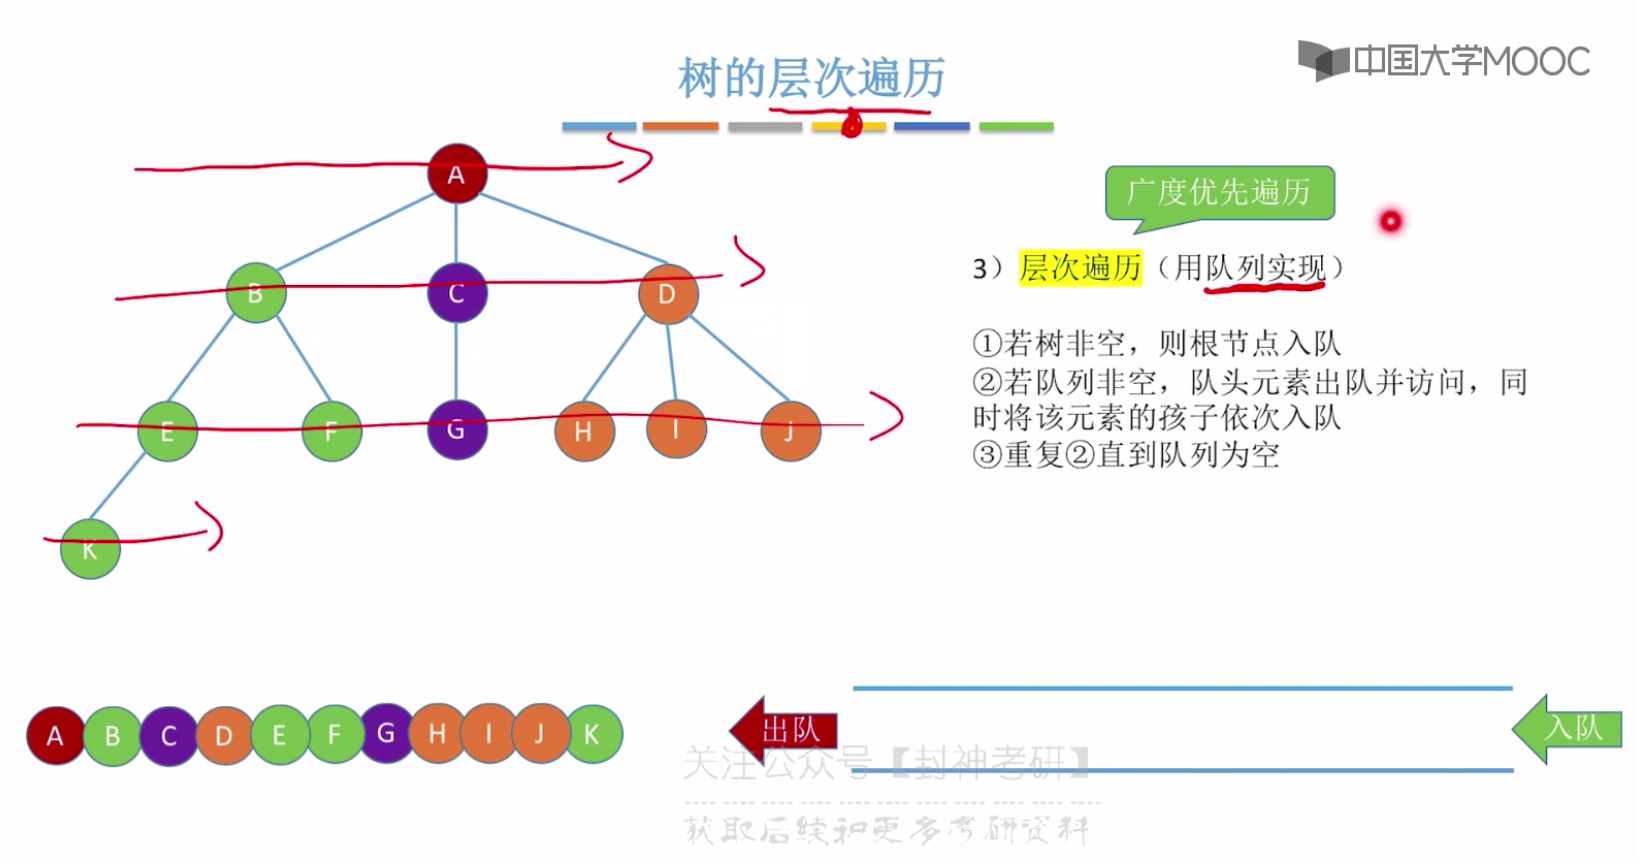 中国大学MOOC
树的层次遍历
A
广度优先遍历
3）层次遍历（用队列实现）
B C D
①若树非空，则根节点入队
②若队列非空，队头元素出队并访问，同
时将该元素的孩子依次入队
③重复②直到队列为空
E F G H I J
K
A B C D E F G H I J K
出队
入队
关注公众号【封神考研】
获取后续和更多考研资料